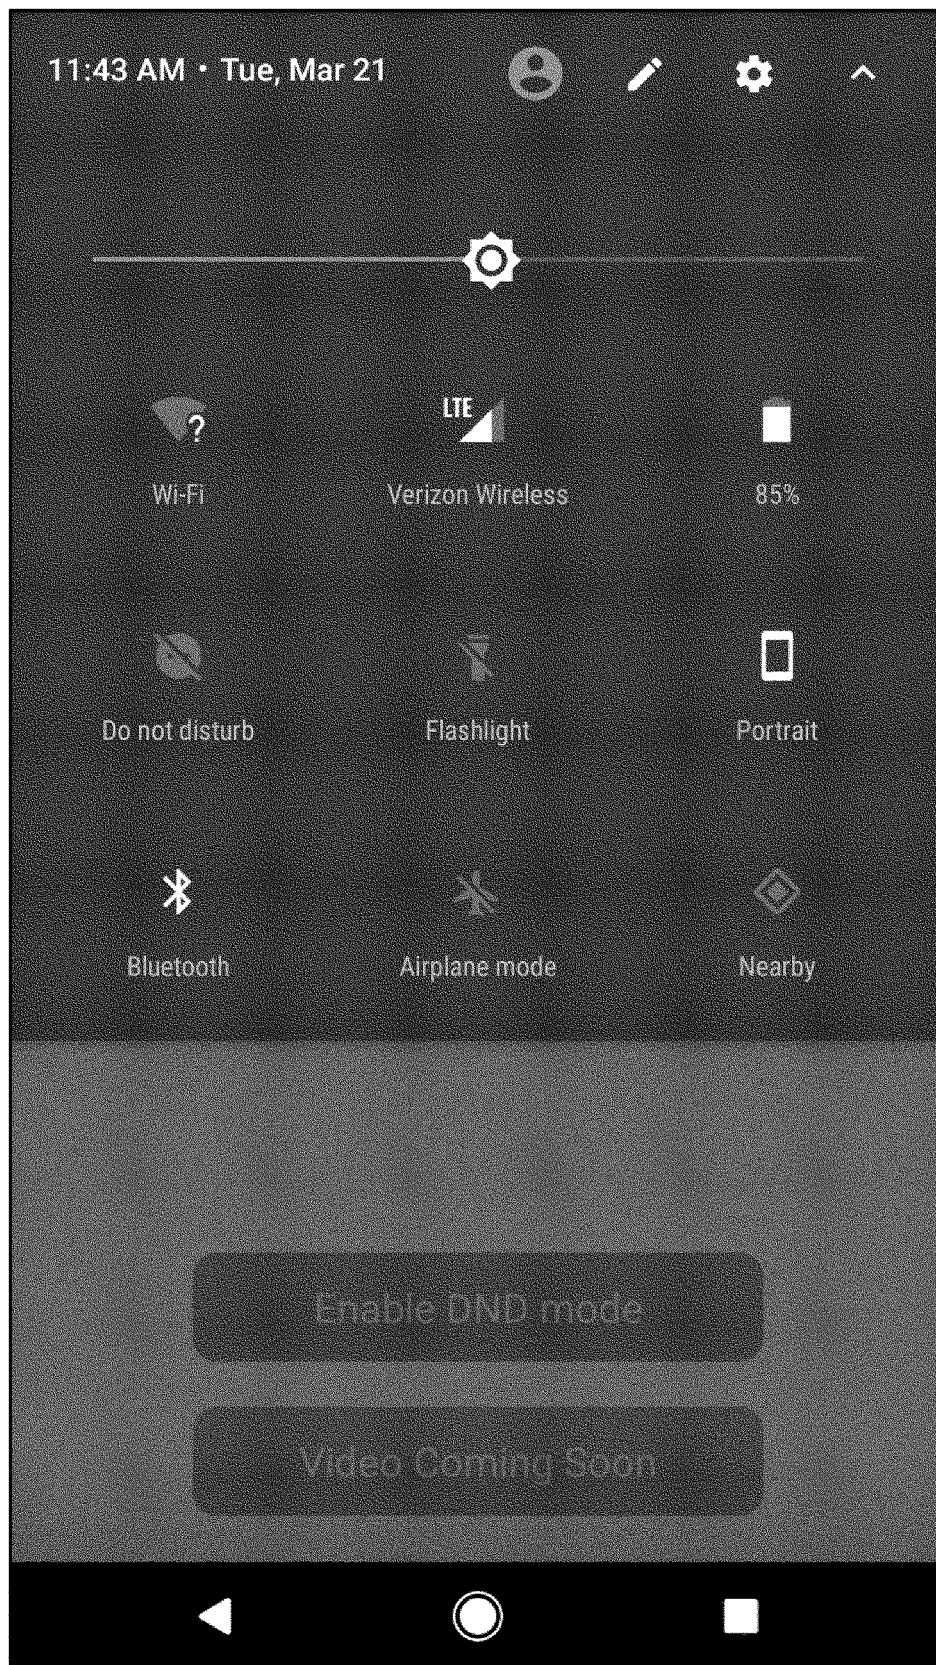 11:43 AM • Tue, Mar 21
?
Wi-Fi
LTE
Verizon Wireless
85%
Do not disturb
Flashlight
Portrait
Bluetooth
Airplane mode
Nearby
Enable DND mode
Video Coming Soon